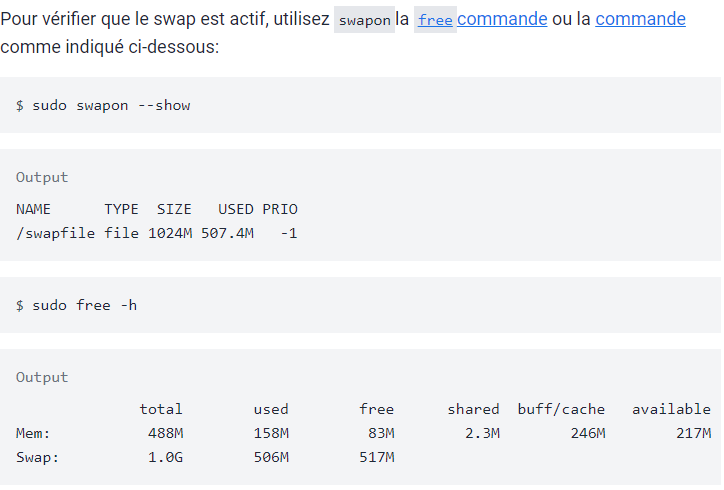 Pour vérifier que le swap est actif, utilisez swapon la free commande ou la commande
comme indiqué ci-dessous:
$ sudo swapon --show
Output
NAME      TYPE  SIZE   USED PRIO
/swapfile file 1024M 507.4M   -1
$ sudo free -h
Output
              total        used        free      shared  buff/cache   available
Mem:           488M        158M         83M        2.3M        246M        217M
Swap:          1.0G        506M        517M